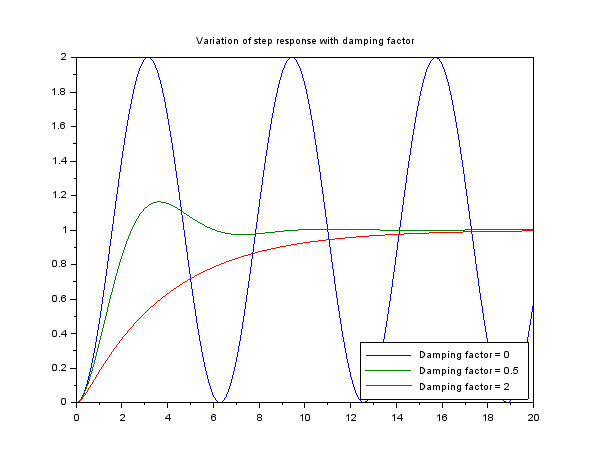 Variation of step response with damping factor
2
1.8
1.6
1.4
1.2
1
0.8
0.6
0.4
0.2
0
0 2 4 6 8 10 12 14 16 18 20
Damping factor = 0
Damping factor = 0.5
Damping factor = 2